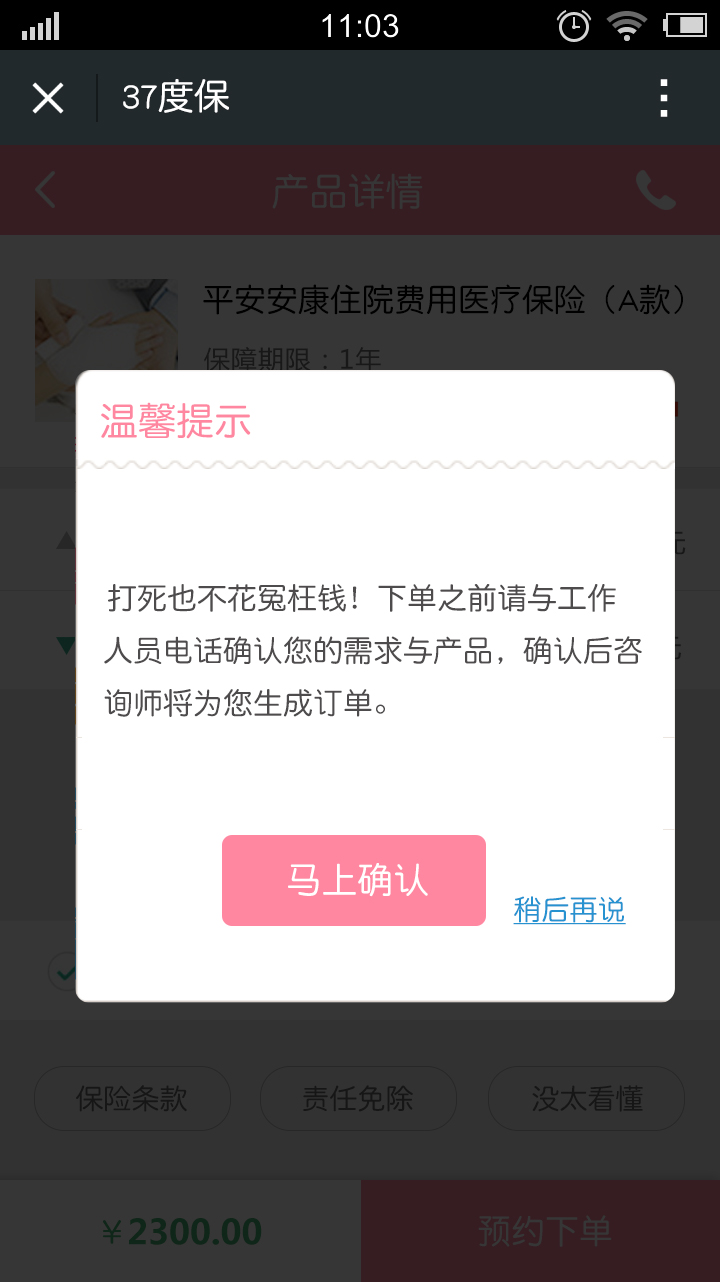 11:03
37度保
产品详情
平安安康住院费用医疗保险（A款）
保障期限：1年
温馨提示
元
打死也不花冤枉钱！下单之前请与工作
人员电话确认您的需求与产品，确认后咨
询师将为您生成订单。
马上确认
稍后再说
保险条款
责任免除
没太看懂
￥2300.00
预约下单